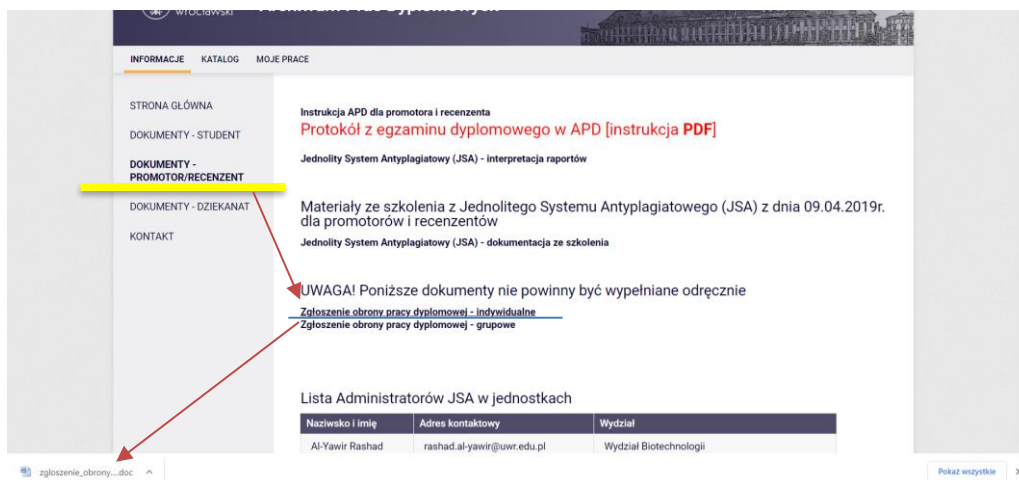 wrocławski
INFORMACJE KATALOG MOJE PRACE
STRONA GŁÓWNA
DOKUMENTY - STUDENT
DOKUMENTY -
PROMOTOR/RECENZENT
DOKUMENTY - DZIEKANAT
KONTAKT
Instrukcja APD dla promotora i recenzenta
Protokół z egzaminu dyplomowego w APD [instrukcja PDF]
Jednolity System Antyplagiatowy (JSA) - interpretacja raportów
Materiały ze szkolenia z Jednolitego Systemu Antyplagiatowego (JSA) z dnia 09.04.2019r.
dla promotorów i recenzentów
Jednolity System Antyplagiatowy (JSA) - dokumentacja ze szkolenia
UWAGA! Poniższe dokumenty nie powinny być wypełniane odręcznie
Zgłoszenie obrony pracy dyplomowej - indywidualne
Zgłoszenie obrony pracy dyplomowej - grupowe
Lista Administratorów JSA w jednostkach
Naziwsko i imię Adres kontaktowy Wydział
Al-Yawir Rashad rashad.al-yawir@uwr.edu.pl Wydział Biotechnologii
zgloszenie_obrony....doc Pokaż wszystkie